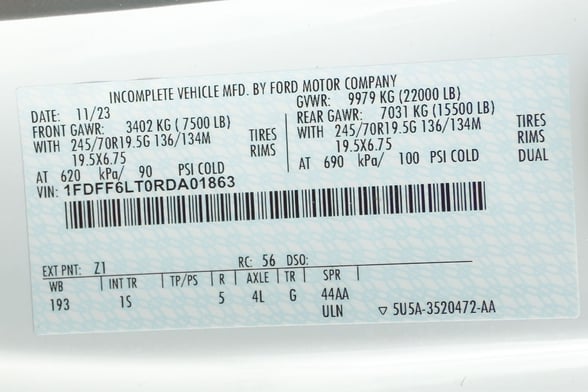 INCOMPLETE VEHICLE MFD. BY FORD MOTOR COMPANY
DATE: 11/23 GVWR: 9979 KG (22000 LB)
FRONT GAWR: 3402 KG (7500 LB) REAR GAWR: 7031 KG (15500 LB)
WITH 245/70R19.5G 136/134M TIRES WITH 245/70R19.5G 136/134M TIRES
19.5X6.75 RIMS 19.5X6.75 RIMS
AT 620 kPa/ 90 PSI COLD AT 690 kPa/ 100 PSI COLD DUAL
VIN: 1FDFF6LT0RDA01863
EXT PNT: Z1 RC: 56 DSO:
WB INT TR TP/PS R AXLE TR SPR
193 1S 5 4L G 44AA
ULN ▽ 5U5A-3520472-AA